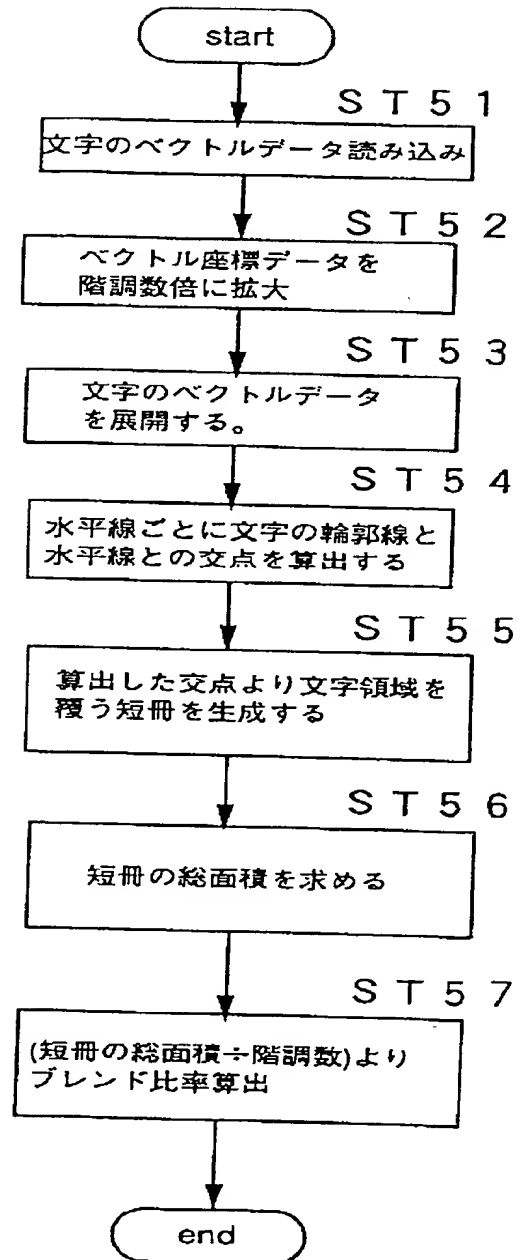 start
ＳＴ５１
文字のベクトルデータ読み込み
ＳＴ５２
ベクトル座標データを
階調数倍に拡大
ＳＴ５３
文字のベクトルデータ
を展開する。
ＳＴ５４
水平線ごとに文字の輪郭線と
水平線との交点を算出する
ＳＴ５５
算出した交点より文字領域を
覆う短冊を生成する
ＳＴ５６
短冊の総面積を求める
ＳＴ５７
(短冊の総面積÷階調数)より
ブレンド比率算出
end